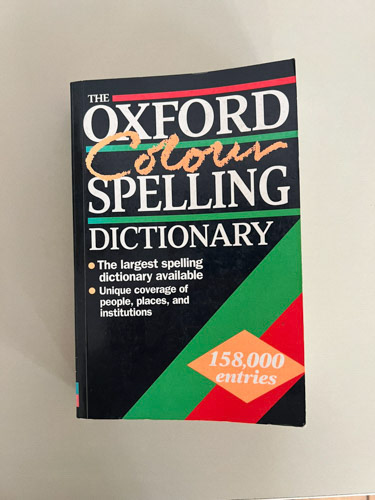 THE
OXFORD
Colour
SPELLING
DICTIONARY
The largest spelling
dictionary available
Unique coverage of
people, places, and
institutions
158,000
entries